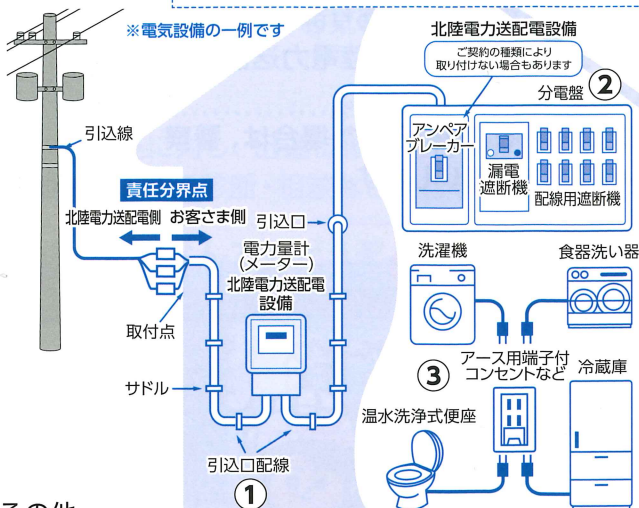 ※電気設備の一例です
北陸電力送配電設備
ご契約の種類により
取り付けない場合もあります
分電盤 ②
アンペア
ブレーカー
漏電
遮断機
配線用遮断機
引込線
責任分界点
北陸電力送配電側 お客さま側
引込口
電力量計
(メーター)
北陸電力送配電
設備
取付点
サドル
引込口配線
①
洗濯機
食器洗い器
③
アース用端子付
コンセントなど
冷蔵庫
温水洗浄式便座